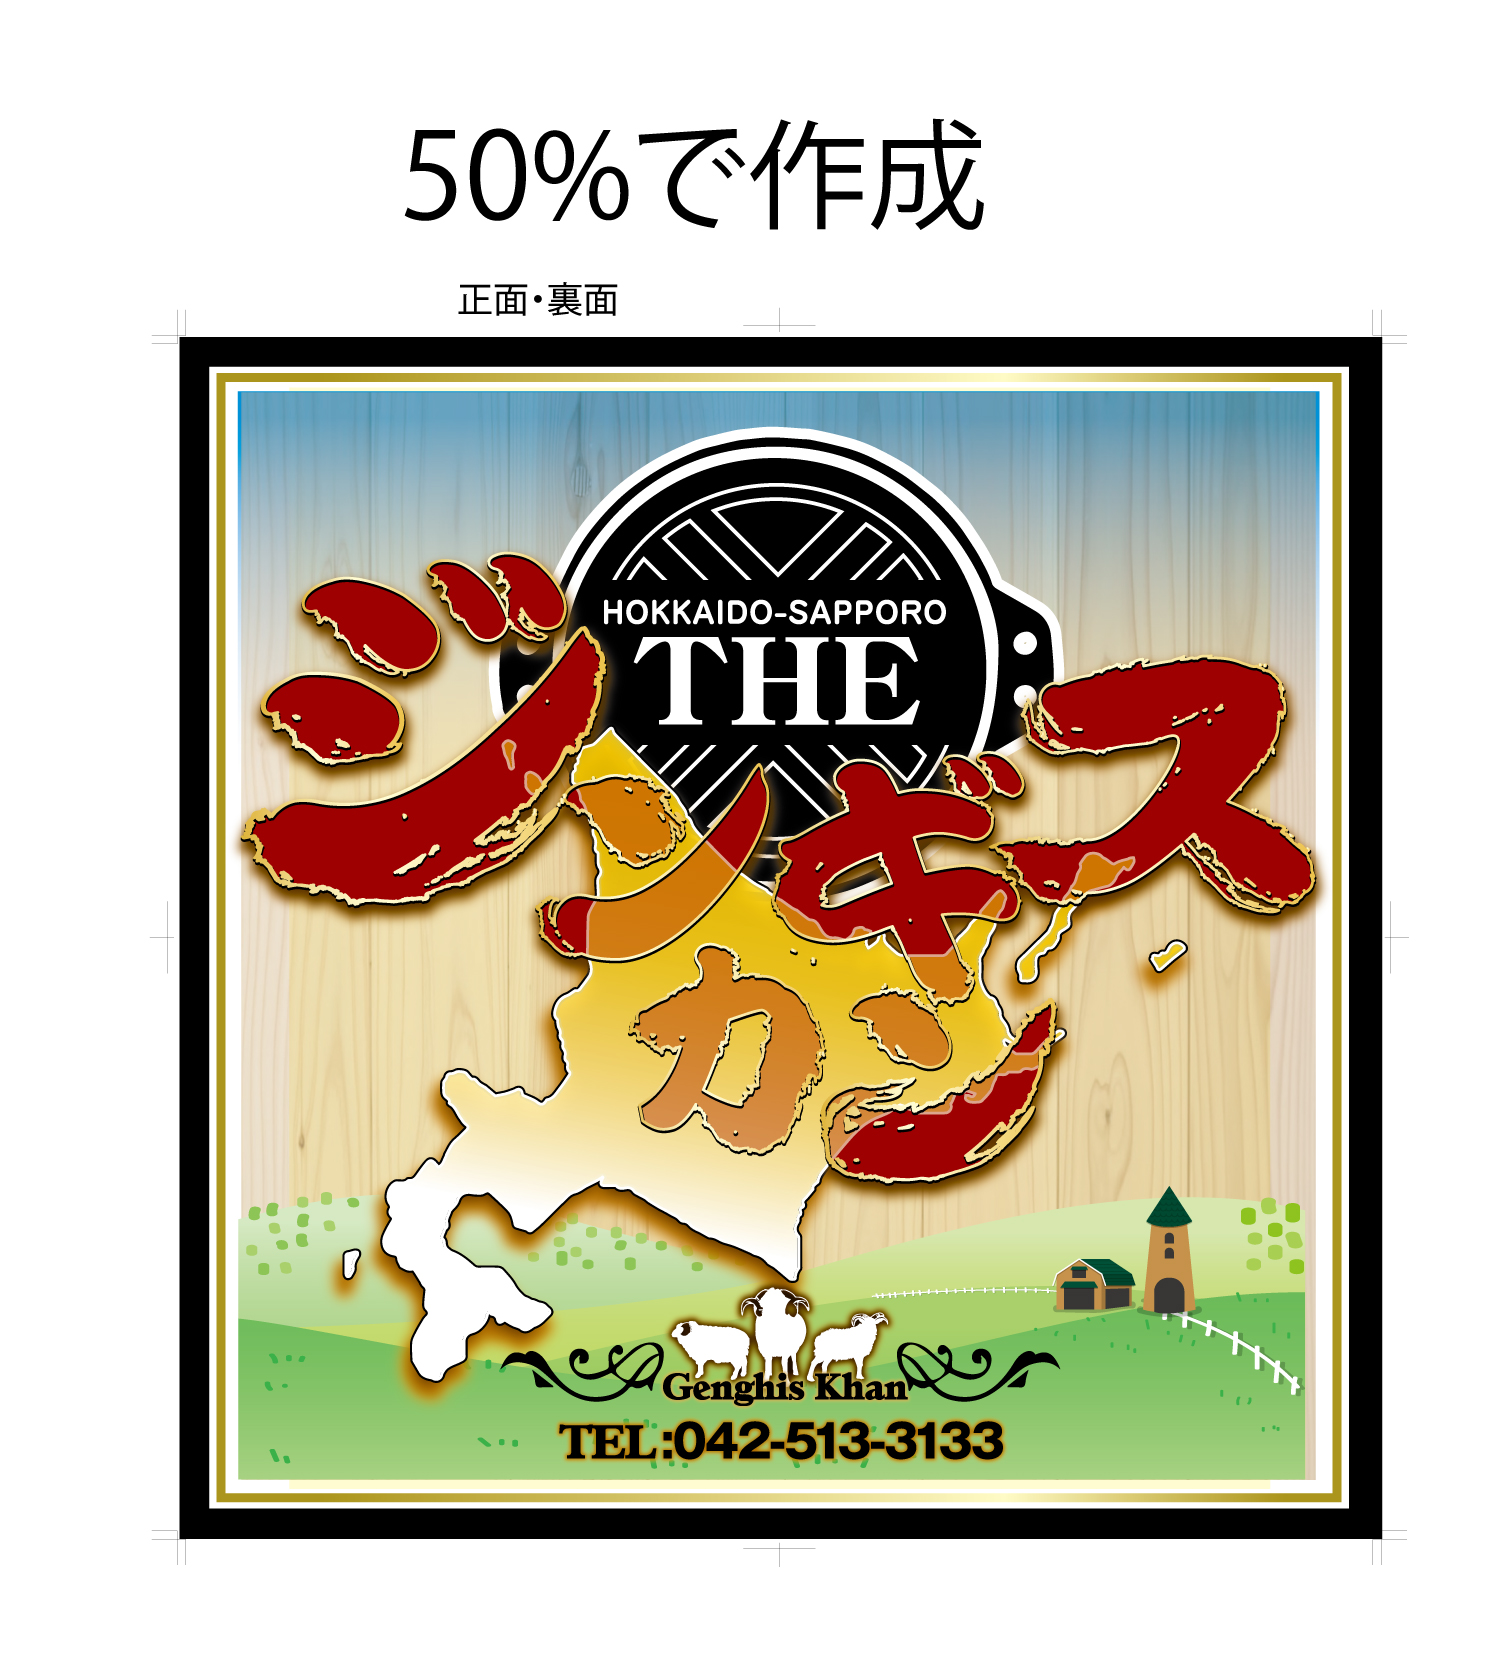 50%で作成
正面・裏面
HOKKAIDO-SAPPORO
THE
ジンギス
カン
Genghis Khan
TEL:042-513-3133